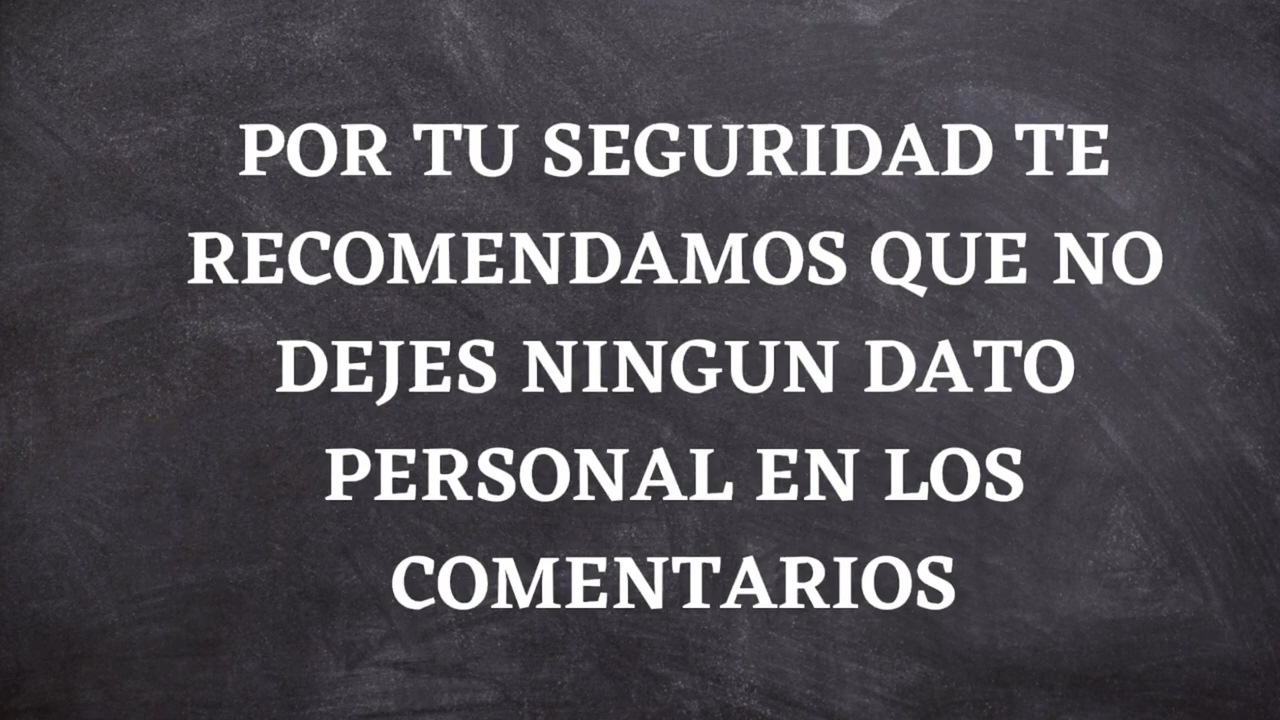 POR TU SEGURIDAD TE
RECOMENDAMOS QUE NO
DEJES NINGUN DATO
PERSONAL EN LOS
COMENTARIOS